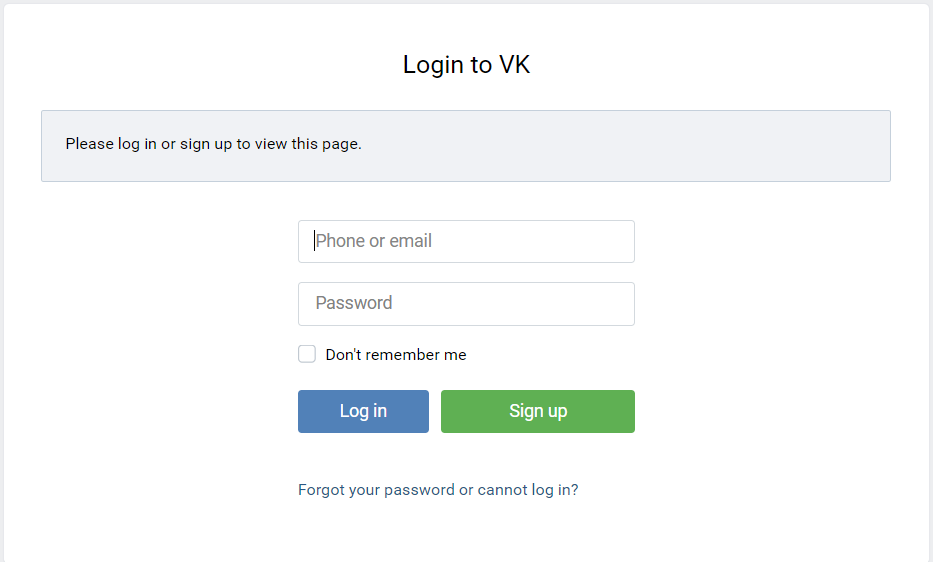 Login to VK
Please log in or sign up to view this page.
Phone or email
Password
Don't remember me
Log in
Sign up
Forgot your password or cannot log in?